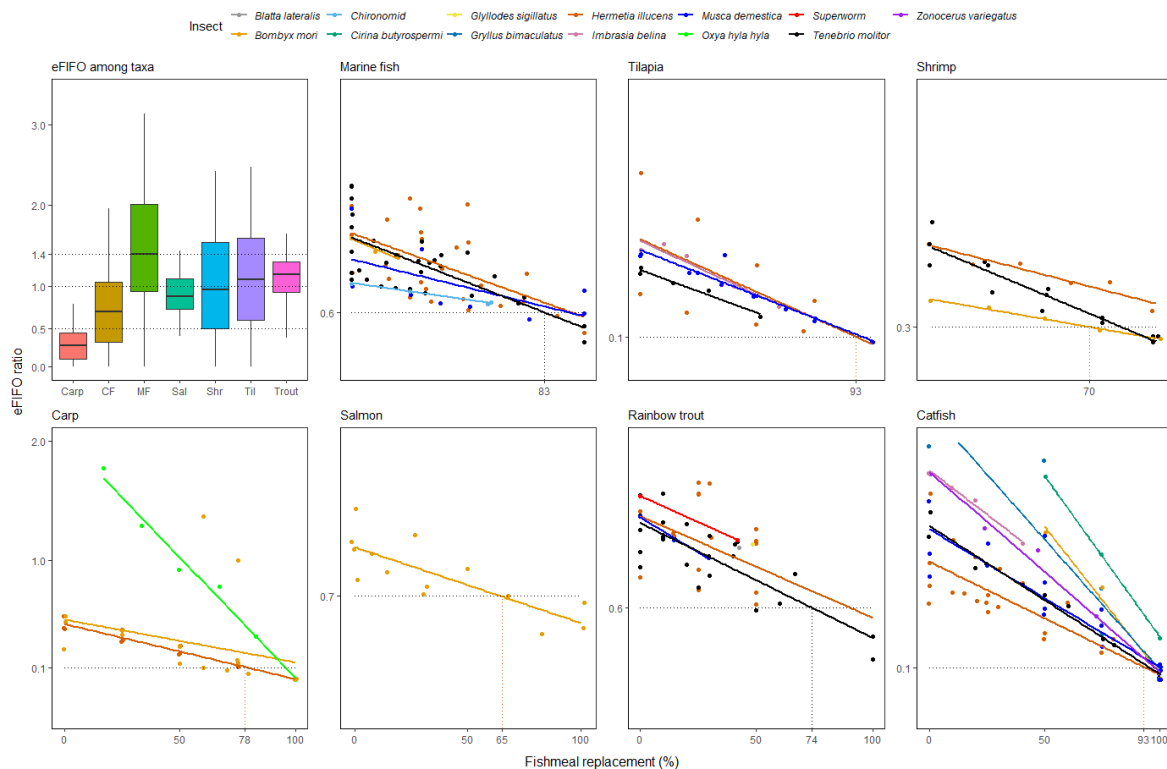 Insect
Blatta lateralis Chironomid Glyllodes sigillatus Hermetia illucens Musca demestica Superworm Zonocerus variegatus
Bombyx mori Cirina butyrospermi Gryllus bimaculatus Imbrasia belina Oxya hyla hyla Tenebrio molitor
eFIFO among taxa Marine fish Tilapia Shrimp
3.0
2.0
1.4
1.0
0.5
0.0
0.6
0.1
0.3
Carp CF MF Sal Shr Til Trout
83
93
70
eFIFO ratio
Carp Salmon Rainbow trout Catfish
2.0
1.0
0.1
0.7
0.6
0.1
0 50 78 100
0 50 65 100
0 50 74 100
0 50 93 100
Fishmeal replacement (%)